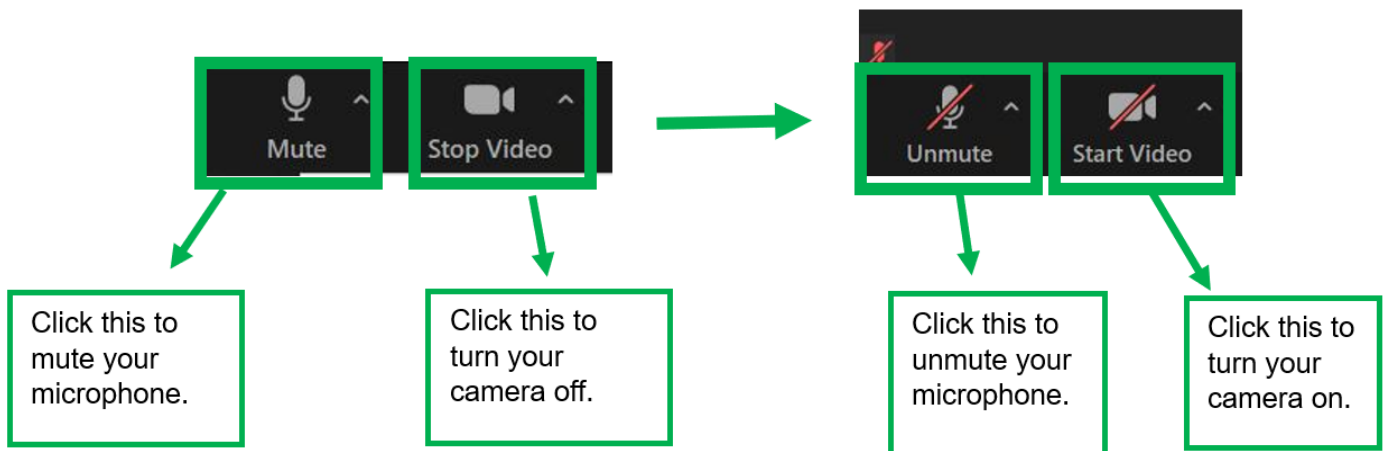 Mute
Stop Video
Unmute
Start Video
Click this to
mute your
microphone.
Click this to
turn your
camera off.
Click this to
unmute your
microphone.
Click this to
turn your
camera on.